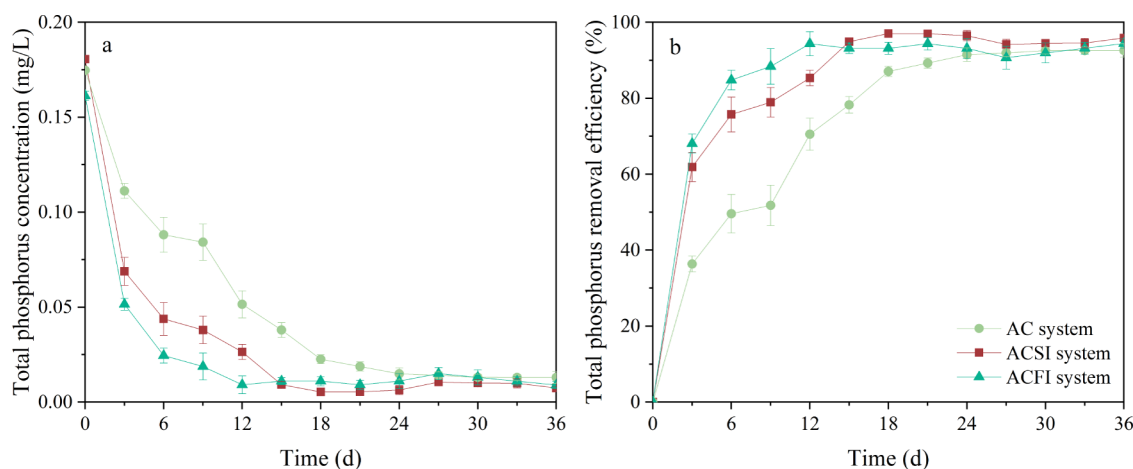 a
Total phosphorus concentration (mg/L)
0.20
0.15
0.10
0.05
0.00
0 6 12 18 24 30 36
Time (d)
b
Total phosphorus removal efficiency (%)
100
80
60
40
20
0
AC system
ACSI system
ACFI system
0 6 12 18 24 30 36
Time (d)